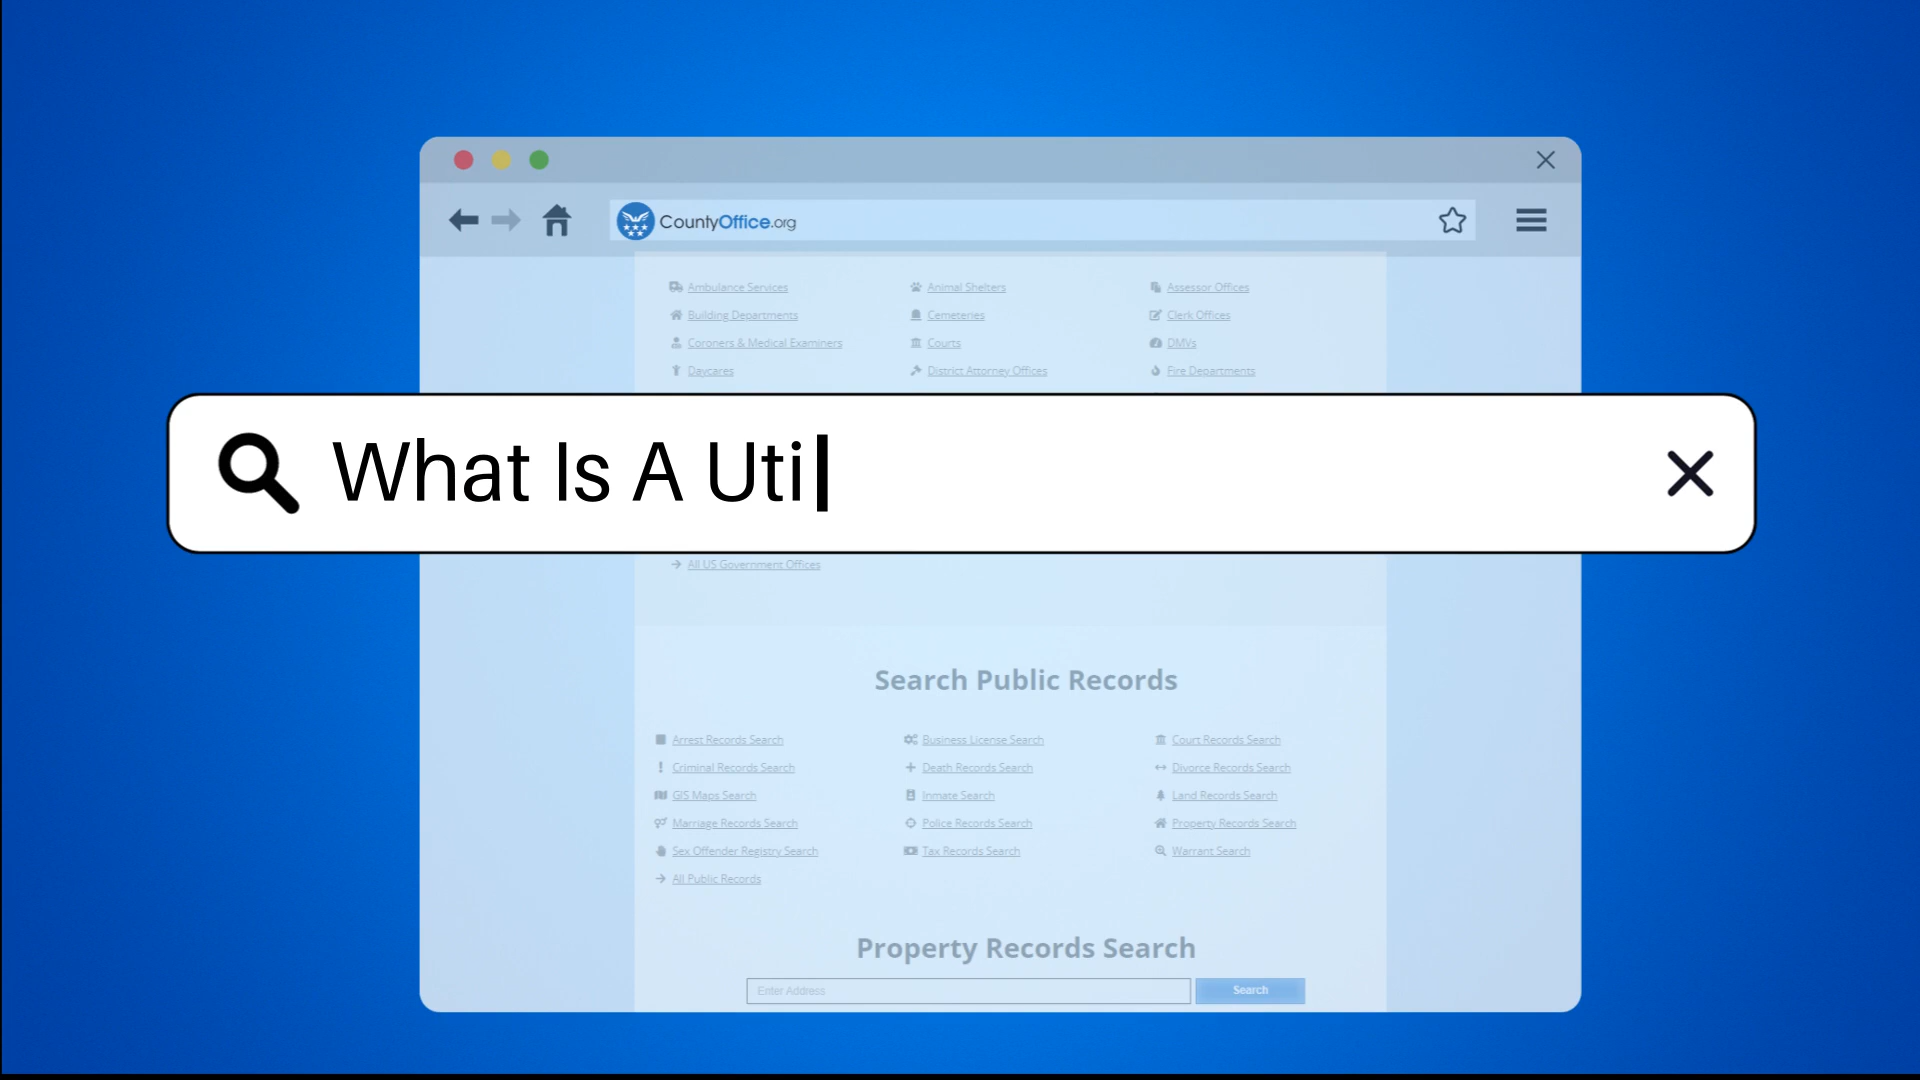 CountyOffice.org
Ambulance Services Animal Shelters Assessor Offices
Building Departments Cemeteries Clerk Offices
Coroners & Medical Examiners Courts DMVs
Daycares District Attorney Offices Fire Departments
What Is A Uti
All US Government Offices
Search Public Records
Arrest Records Search Business License Search Court Records Search
Criminal Records Search Death Records Search Divorce Records Search
GIS Maps Search Inmate Search Land Records Search
Marriage Records Search Police Records Search Property Records Search
Sex Offender Registry Search Tax Records Search Warrant Search
All Public Records
Property Records Search
Enter Address Search